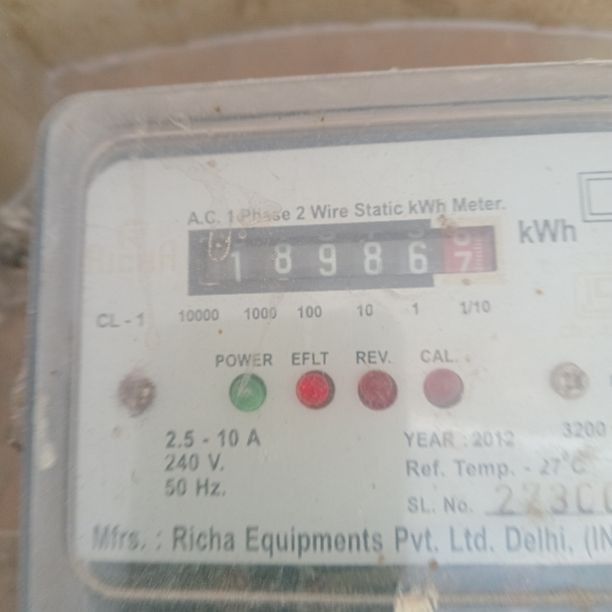 A.C. 1 Phase 2 Wire Static kWh Meter.
1 8 9 8 6 7 kWh
CL - 1 10000 1000 100 10 1 1/10
POWER EFLT REV. CAL.
2.5 - 10 A YEAR : 2012 3200
240 V. Ref. Temp. - 27°C
50 Hz. SL. No.
Mfrs. : Richa Equipments Pvt. Ltd. Delhi, (IN